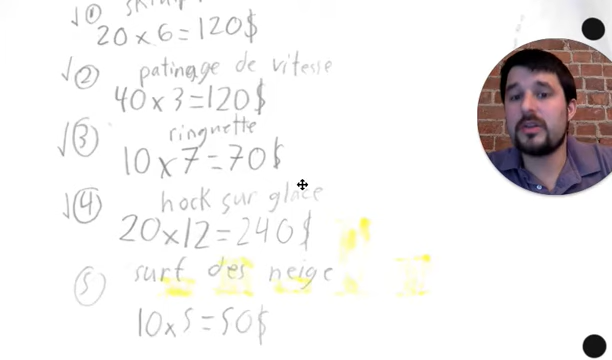 √ ①
20 x 6 = 120$
√ ② patinage de vitesse
40 x 3 = 120$
√ ③ ringuette
10 x 7 = 70$
√ ④ hock sur glace
20 x 12 = 240$
⑤ surf des neige
10 x 5 = 50$